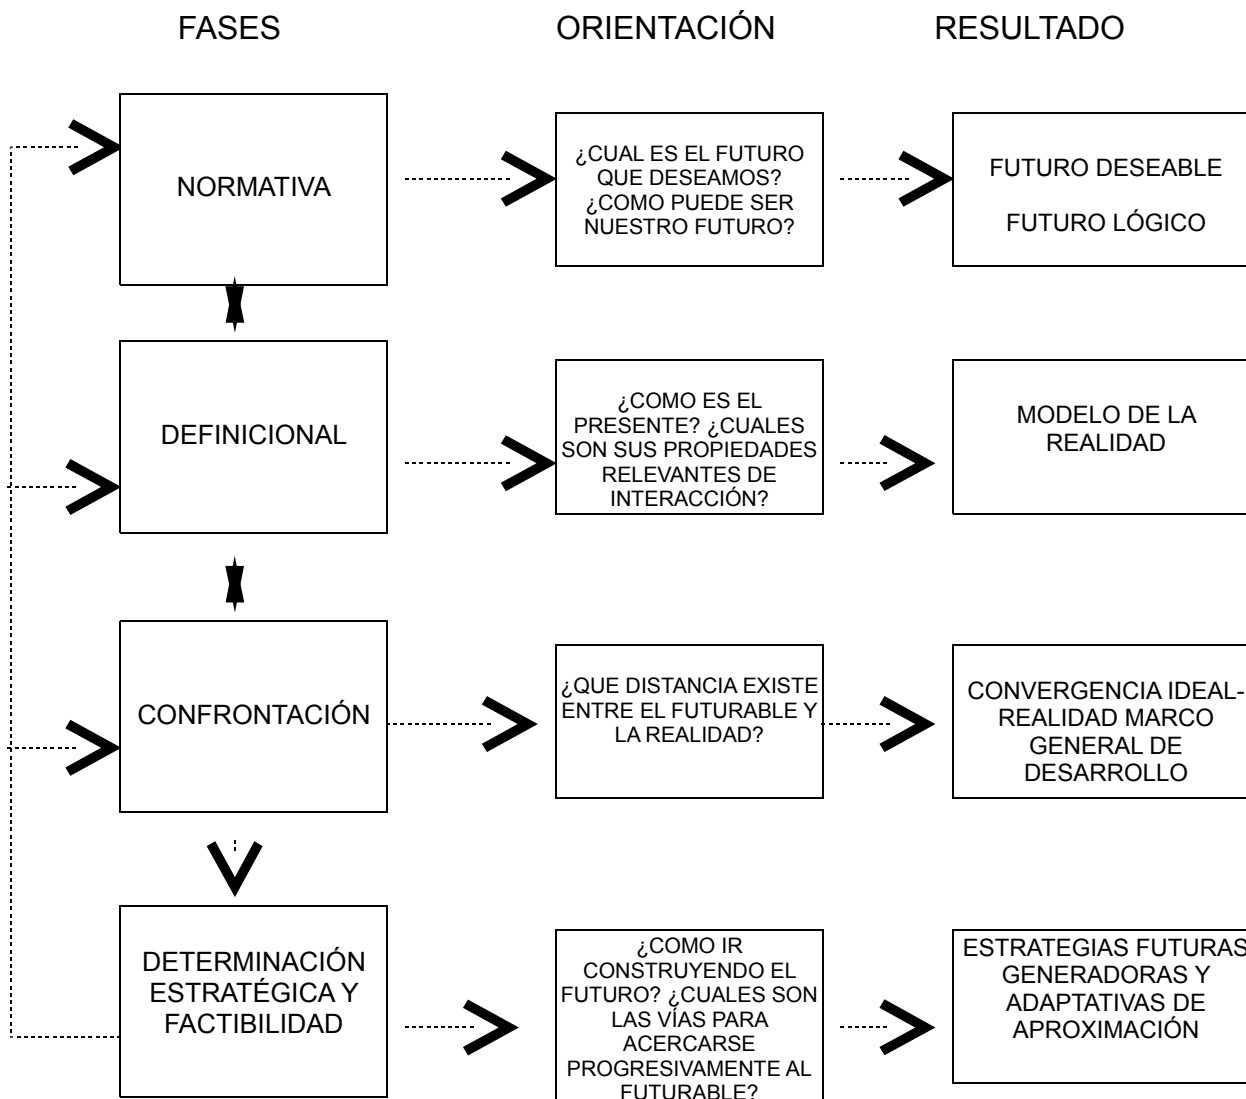 FASES
ORIENTACIÓN
RESULTADO
NORMATIVA
¿CUAL ES EL FUTURO
QUE DESEAMOS?
¿COMO PUEDE SER
NUESTRO FUTURO?
FUTURO DESEABLE
FUTURO LÓGICO
DEFINICIONAL
¿COMO ES EL
PRESENTE? ¿CUALES
SON SUS PROPIEDADES
RELEVANTES DE
INTERACCIÓN?
MODELO DE LA
REALIDAD
CONFRONTACIÓN
¿QUE DISTANCIA EXISTE
ENTRE EL FUTURABLE Y
LA REALIDAD?
CONVERGENCIA IDEAL-
REALIDAD MARCO
GENERAL DE
DESARROLLO
DETERMINACIÓN
ESTRATÉGICA Y
FACTIBILIDAD
¿COMO IR
CONSTRUYENDO EL
FUTURO? ¿CUALES SON
LAS VÍAS PARA
ACERCARSE
PROGRESIVAMENTE AL
FUTURABLE?
ESTRATEGIAS FUTURAS
GENERADORAS Y
ADAPTATIVAS DE
APROXIMACIÓN